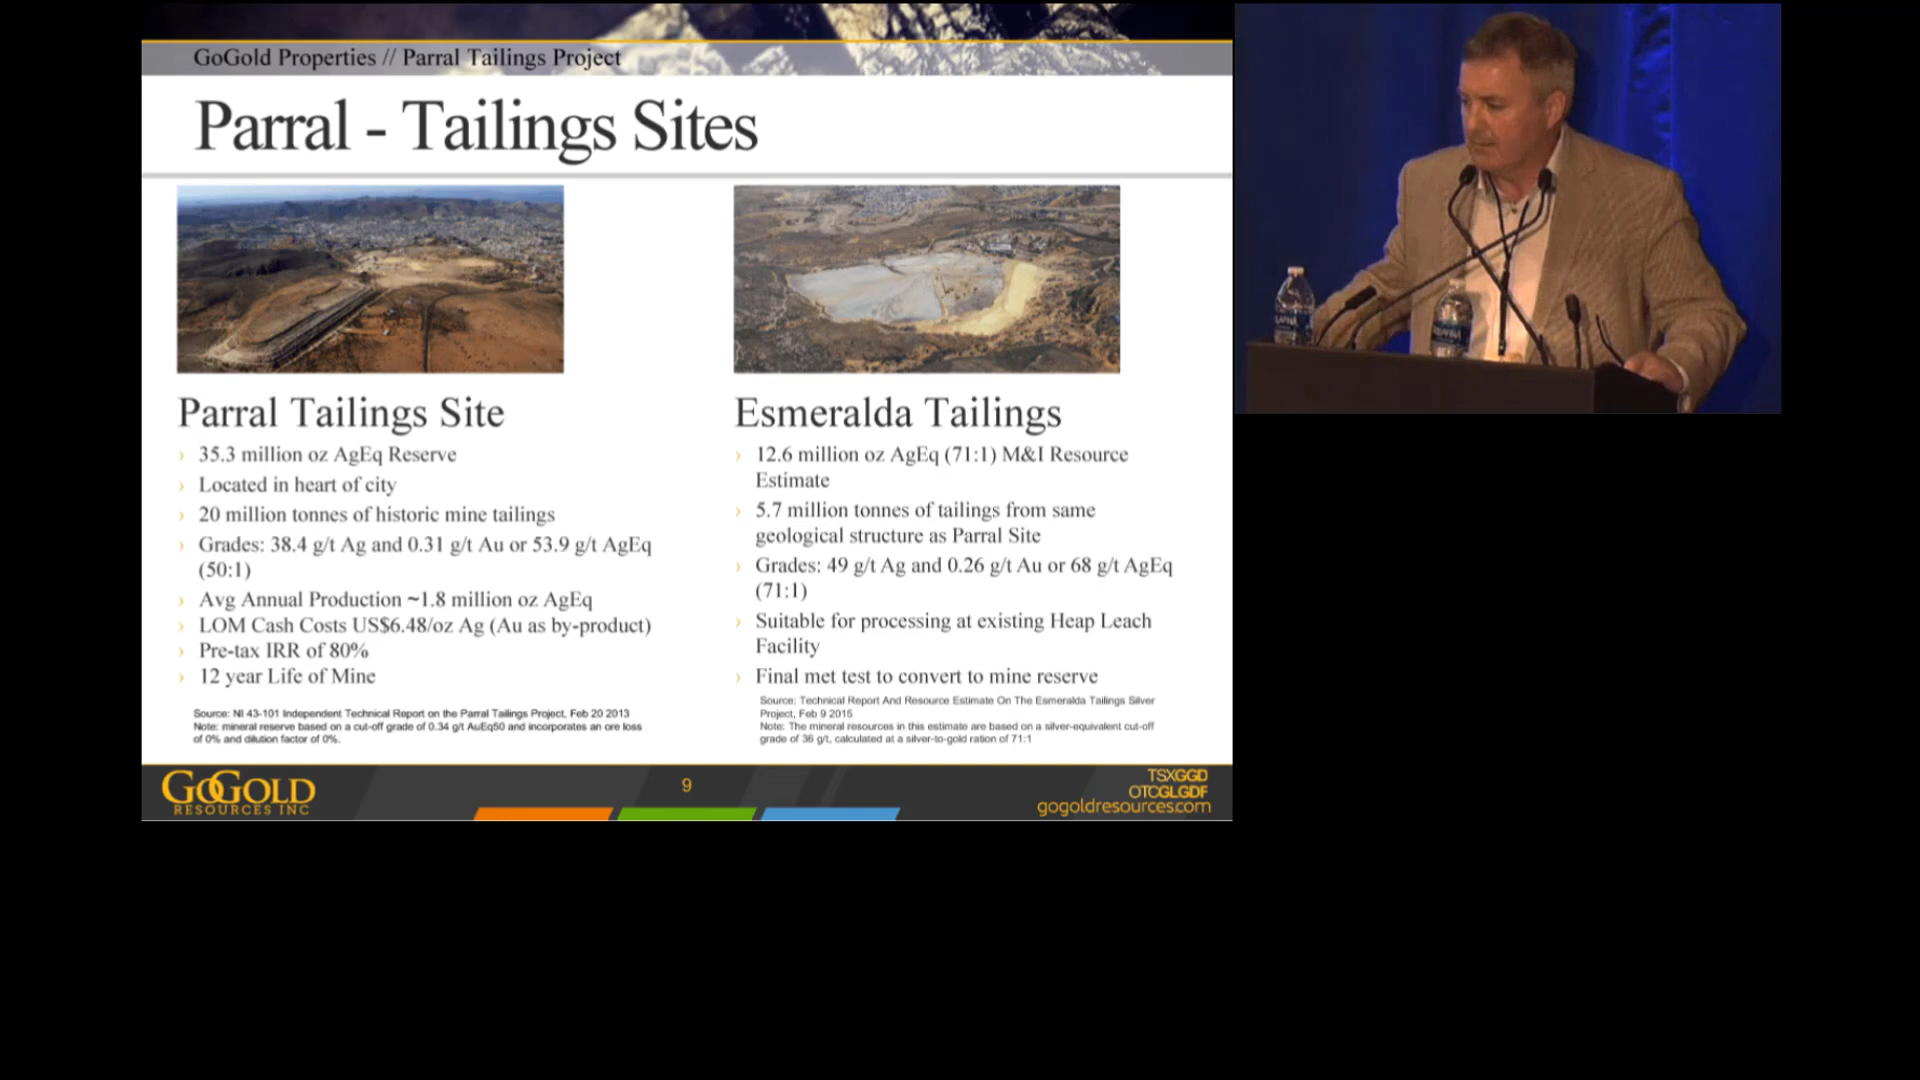 GoGold Properties // Parral Tailings Project
Parral - Tailings Sites
Parral Tailings Site
› 35.3 million oz AgEq Reserve
› Located in heart of city
› 20 million tonnes of historic mine tailings
› Grades: 38.4 g/t Ag and 0.31 g/t Au or 53.9 g/t AgEq
(50:1)
› Avg Annual Production ~1.8 million oz AgEq
› LOM Cash Costs US$6.48/oz Ag (Au as by-product)
› Pre-tax IRR of 80%
› 12 year Life of Mine
Source: NI 43-101 Independent Technical Report on the Parral Tailings Project, Feb 20 2013
Note: mineral reserve based on a cut-off grade of 0.34 g/t AuEq50 and incorporates an ore loss
of 0% and dilution factor of 0%.
Esmeralda Tailings
› 12.6 million oz AgEq (71:1) M&I Resource
Estimate
› 5.7 million tonnes of tailings from same
geological structure as Parral Site
› Grades: 49 g/t Ag and 0.26 g/t Au or 68 g/t AgEq
(71:1)
› Suitable for processing at existing Heap Leach
Facility
› Final met test to convert to mine reserve
Source: Technical Report And Resource Estimate On The Esmeralda Tailings Silver
Project, Feb 9 2015
Note: The mineral resources in this estimate are based on a silver-equivalent cut-off
grade of 36 g/t, calculated at a silver-to-gold ration of 71:1
GOGOLD
RESOURCES INC
9
TSX:GGD
OTC:GLGDF
gogoldresources.com